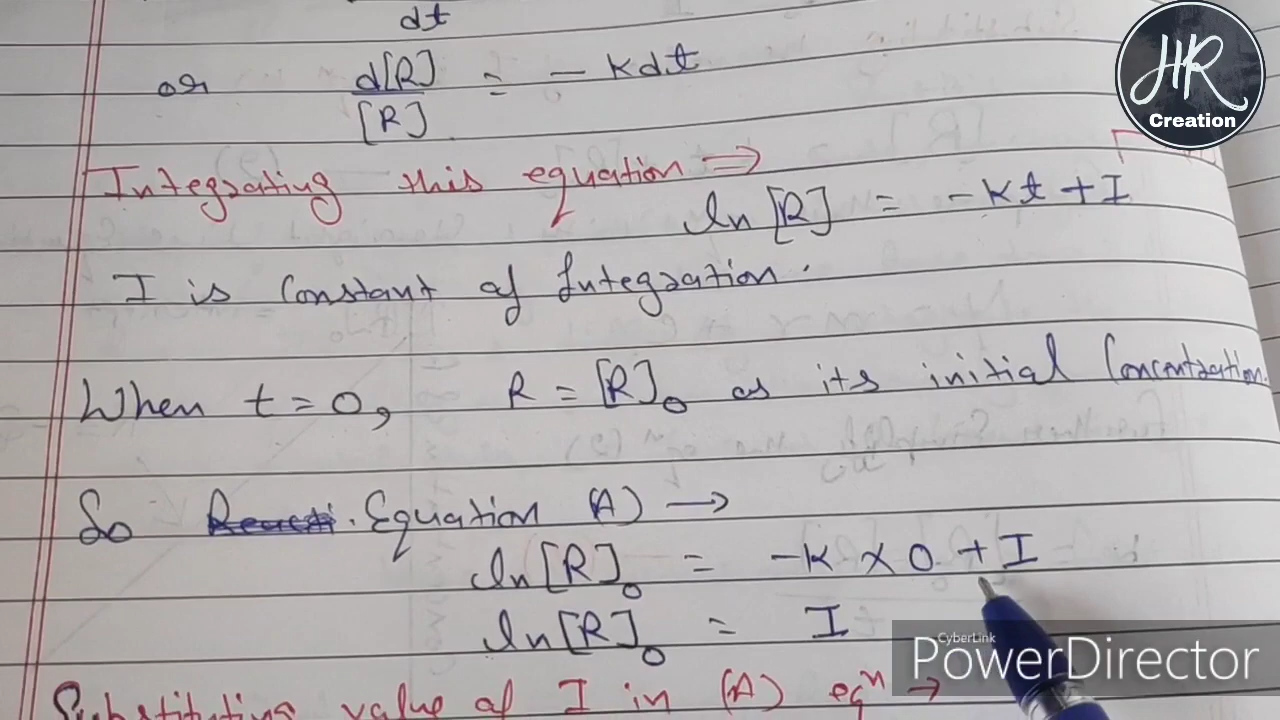 dt
or d[R] = - kdt
[R]
HR
Creation
Integrating this equation ⇒
ln [R] = -kt + I
I is Constant of Integration.
When t = 0, R = [R]₀ as its initial Concentration.
So Equation (A) →
ln[R]₀ = -k × 0 + I
ln[R]₀ = I
Substituting value of I in (A) eqⁿ →
CyberLink
PowerDirector